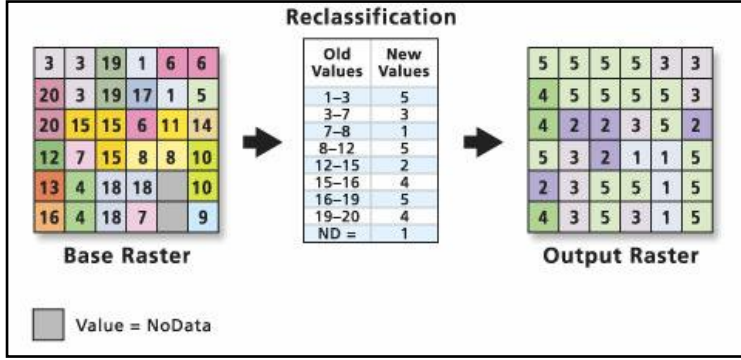 Reclassification
3 3 19 1 6 6
20 3 19 17 1 5
20 15 15 6 11 14
12 7 15 8 8 10
13 4 18 18 10
16 4 18 7 9
Base Raster
Old Values New Values
1–3 5
3–7 3
7–8 1
8–12 5
12–15 2
15–16 4
16–19 5
19–20 4
ND = 1
5 5 5 5 3 3
4 5 5 5 5 3
4 2 2 3 5 2
5 3 2 1 1 5
2 3 5 5 1 5
4 3 5 3 1 5
Output Raster
Value = NoData